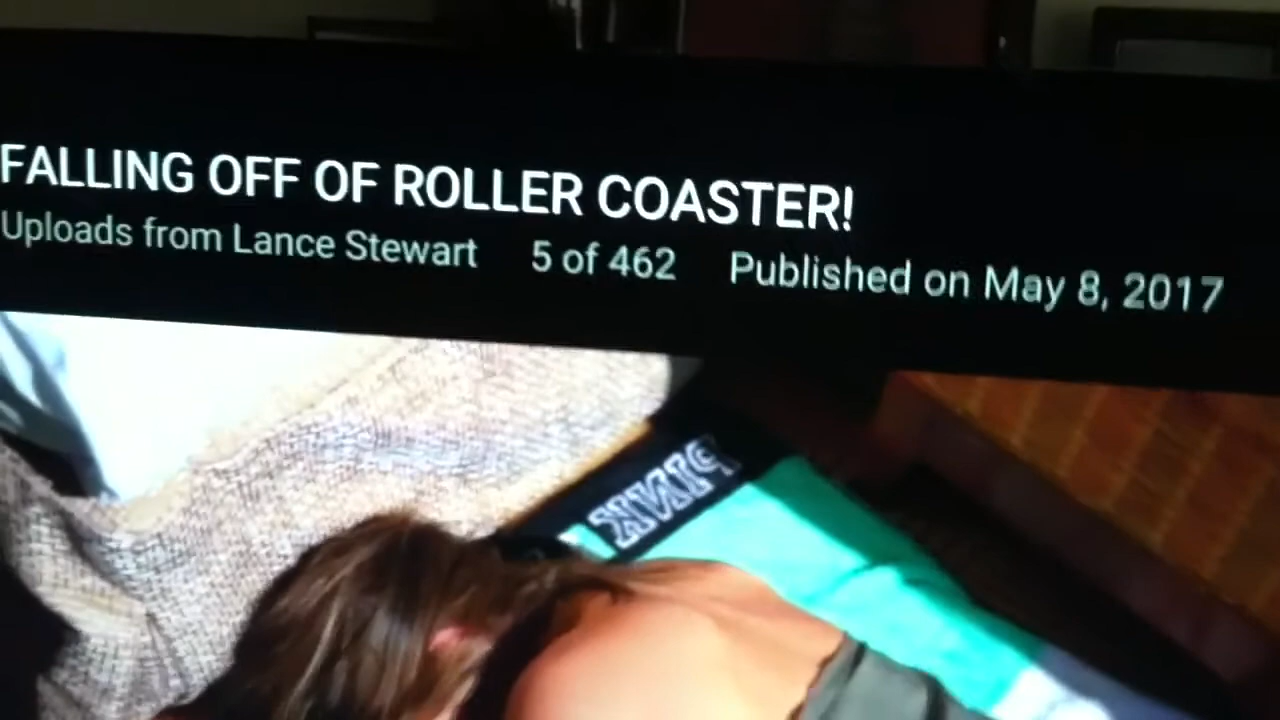 FALLING OFF OF ROLLER COASTER!
Uploads from Lance Stewart 5 of 462 Published on May 8, 2017
PINK